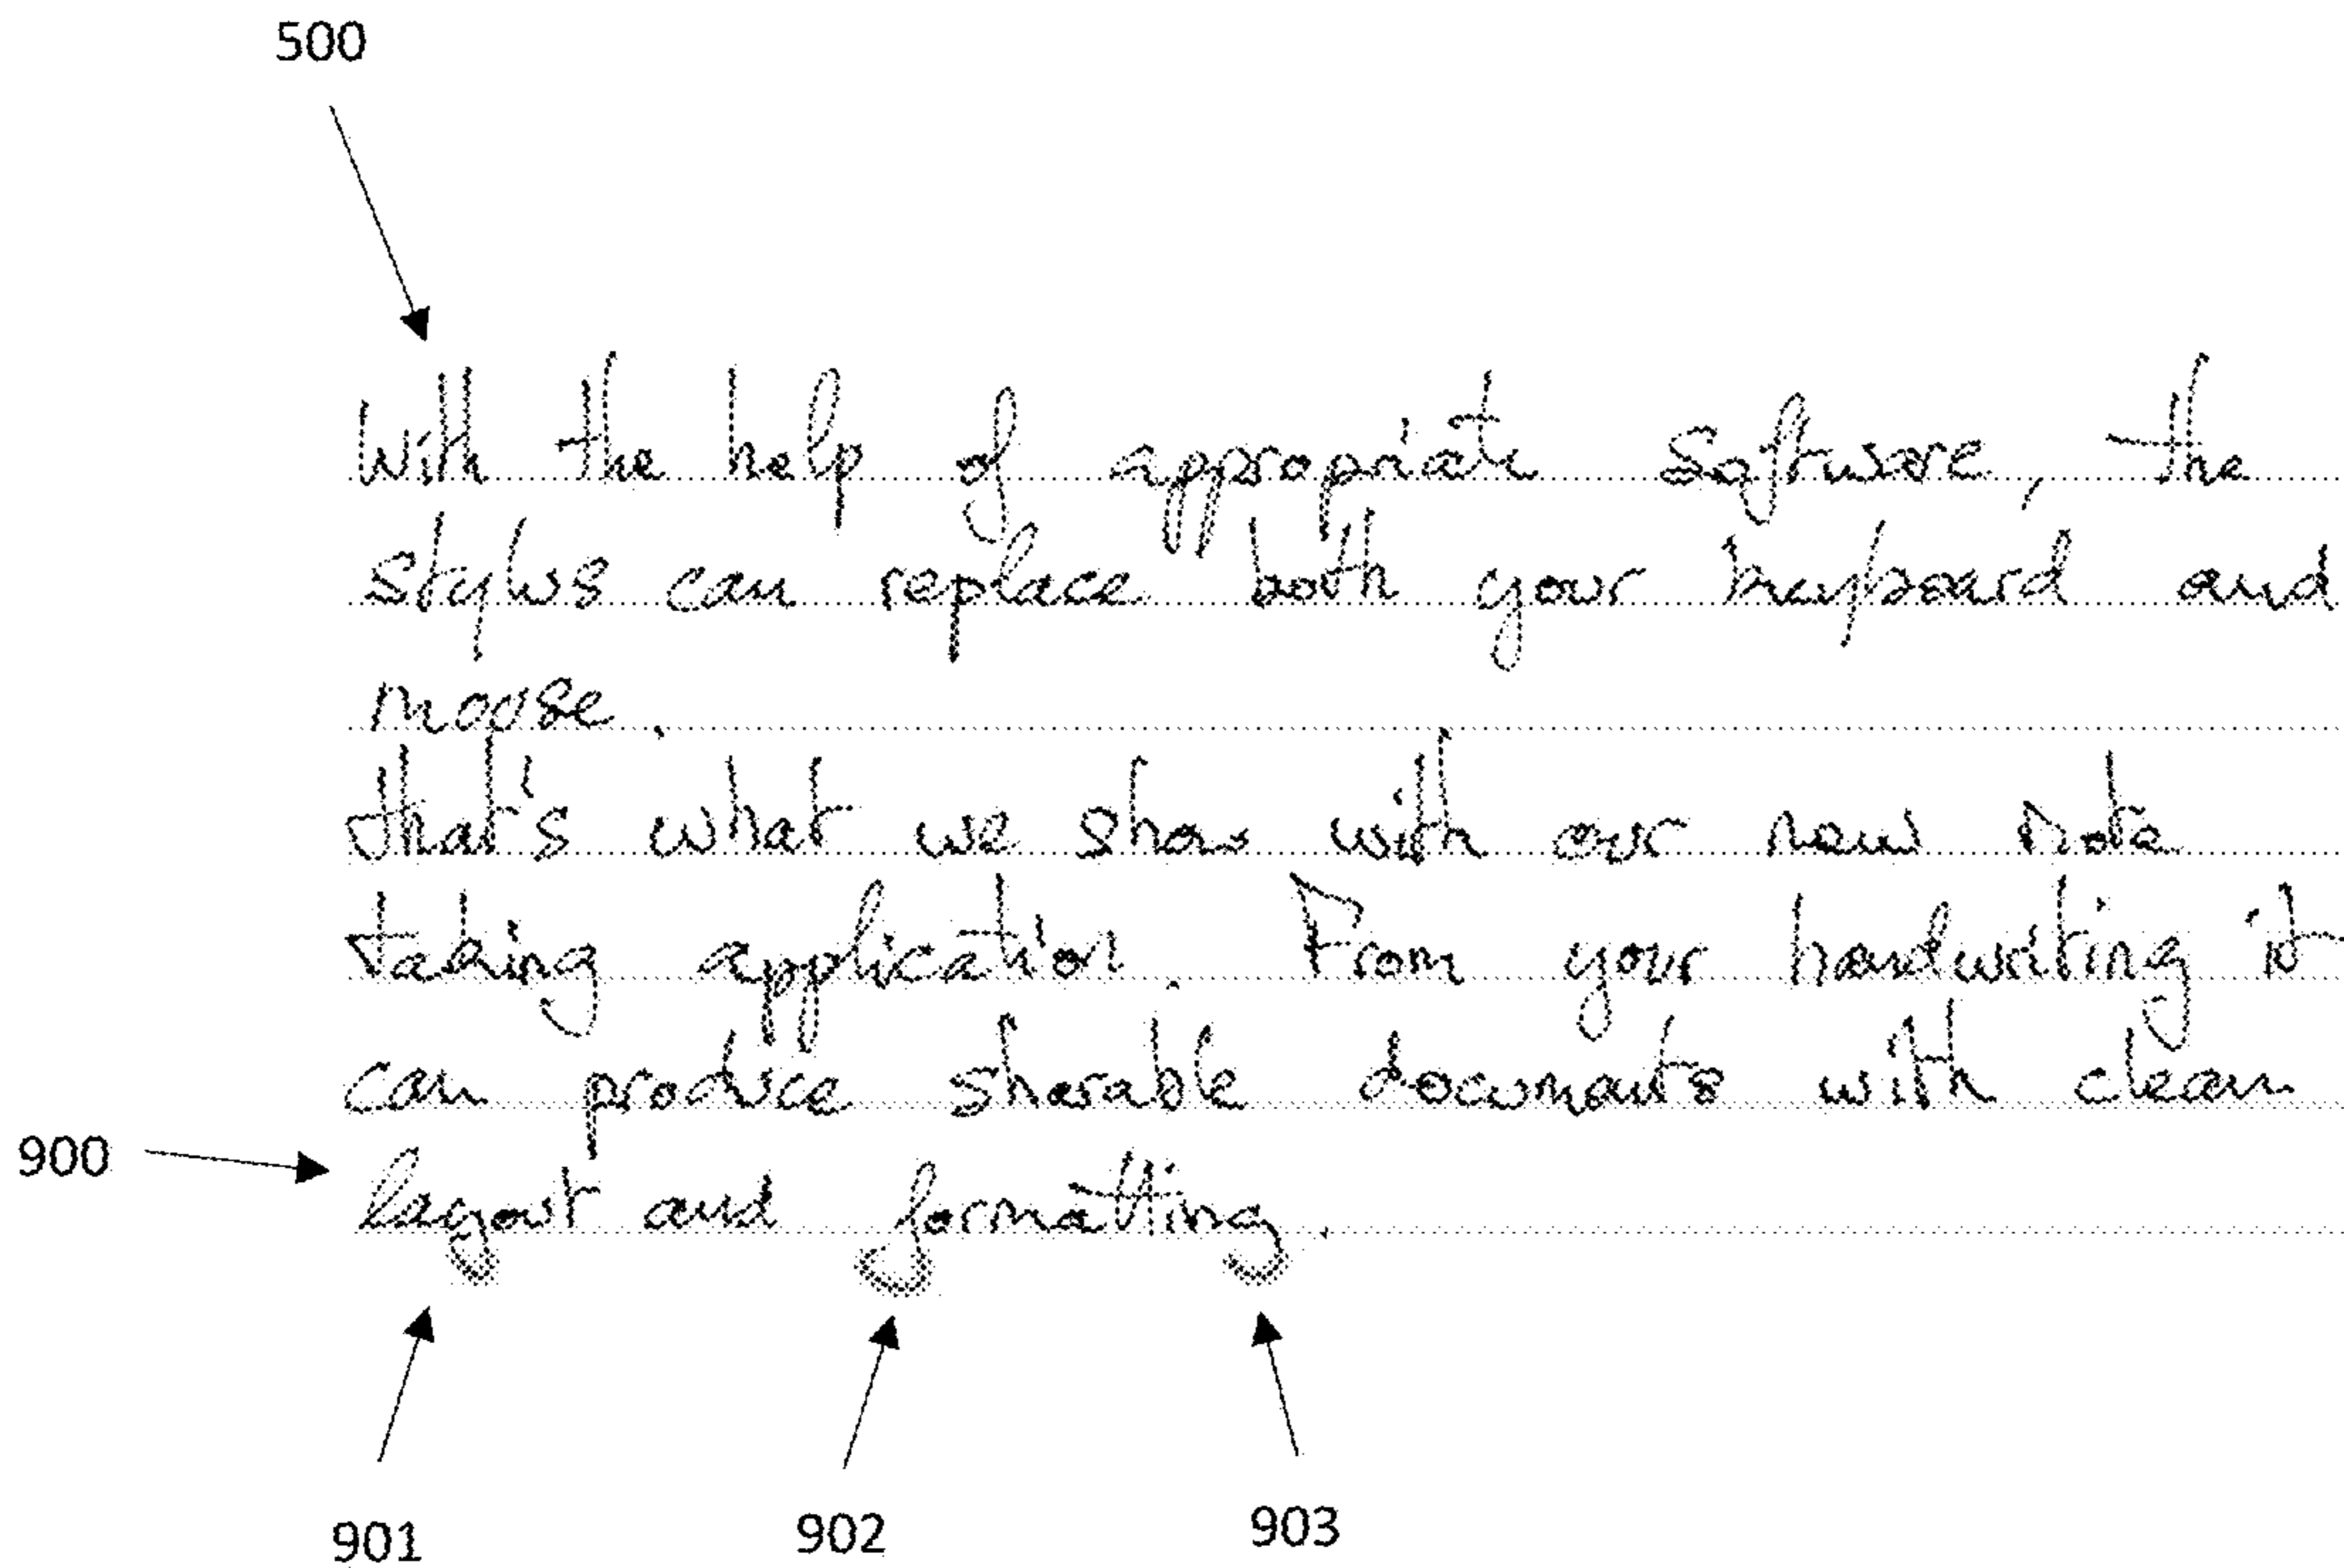 500
With the help of appropriate software, the
stylus can replace both your keyboard and
mouse.
that's what we show with our new note
taking application. From your handwriting it
can produce sharable documents with clean
900
layout and formatting.
901 902 903